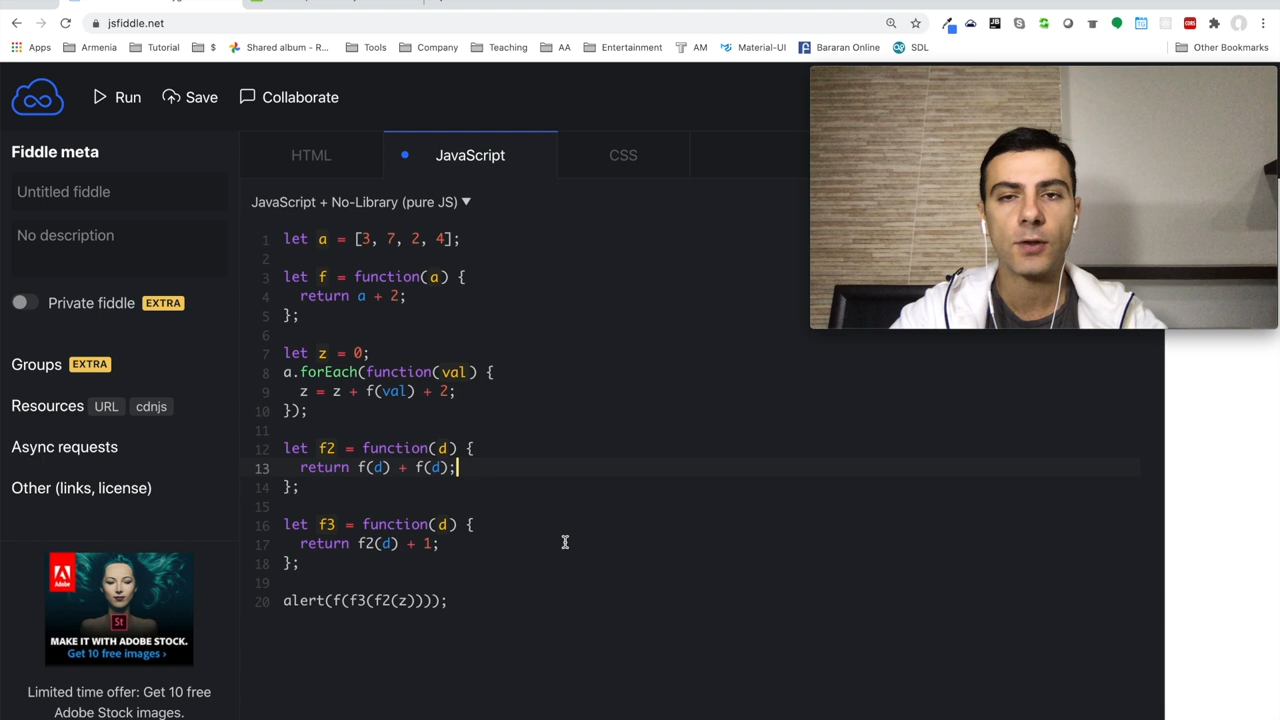 jsfiddle.net
Apps Armenia Tutorial $ Shared album - R... Tools Company Teaching AA Entertainment AM Material-UI Bararan Online SDL Other Bookmarks
Run Save Collaborate
Fiddle meta
Untitled fiddle
No description
Private fiddle EXTRA
Groups EXTRA
Resources URL cdnjs
Async requests
Other (links, license)
Adobe
St
MAKE IT WITH ADOBE STOCK.
Get 10 free images ›
Limited time offer: Get 10 free
Adobe Stock images.
HTML JavaScript CSS
JavaScript + No-Library (pure JS) ▼
1 let a = [3, 7, 2, 4];
2
3 let f = function(a) {
4 return a + 2;
5 };
6
7 let z = 0;
8 a.forEach(function(val) {
9 z = z + f(val) + 2;
10 });
11
12 let f2 = function(d) {
13 return f(d) + f(d);
14 };
15
16 let f3 = function(d) {
17 return f2(d) + 1;
18 };
19
20 alert(f(f3(f2(z))));